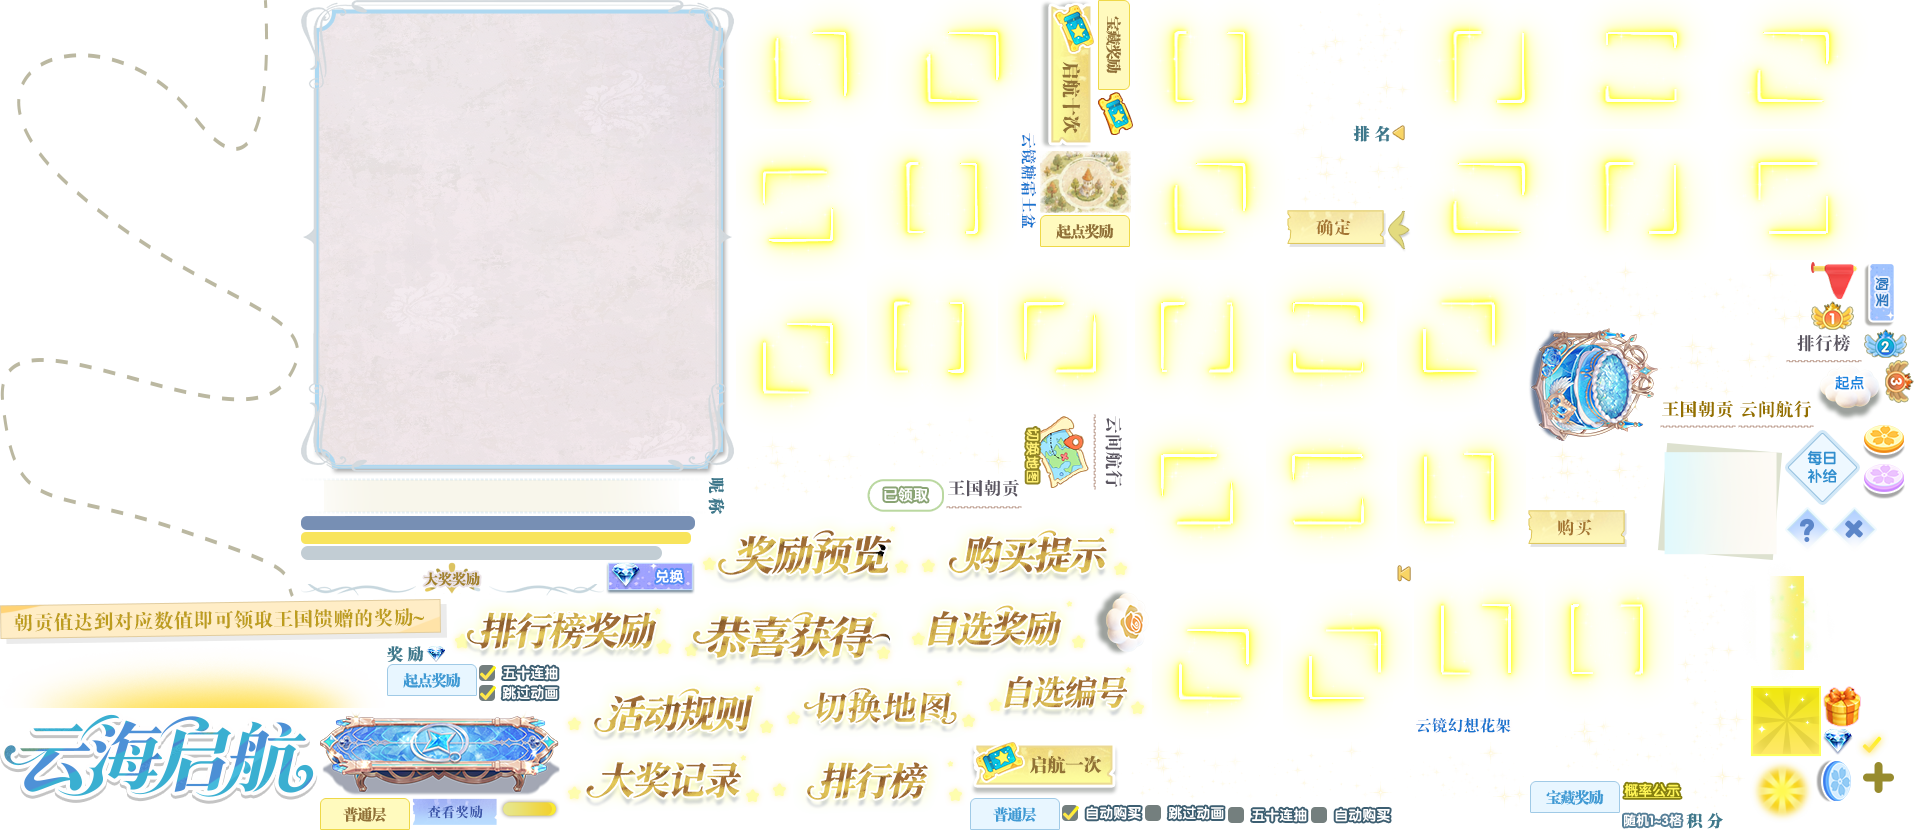 宝藏奖励
启航十次
云镜糖霜土盆
起点奖励
排名
确定
购买
1
排行榜
2
起点
3
王国朝贡 云间航行
切换地图
云间航行
已领取
王国朝贡
每日
补给
昵称
购买
?
奖励预览
购买提示
大奖奖励
兑换
朝贡值达到对应数值即可领取王国馈赠的奖励~
排行榜奖励
恭喜获得
自选奖励
奖励
起点奖励
五十连抽
跳过动画
活动规则
切换地图
自选编号
云海启航
云镜幻想花架
大奖记录
排行榜
启航一次
普通层
查看奖励
普通层
自动购买
跳过动画
五十连抽
自动购买
宝藏奖励
概率公示
随机1~3格
积分